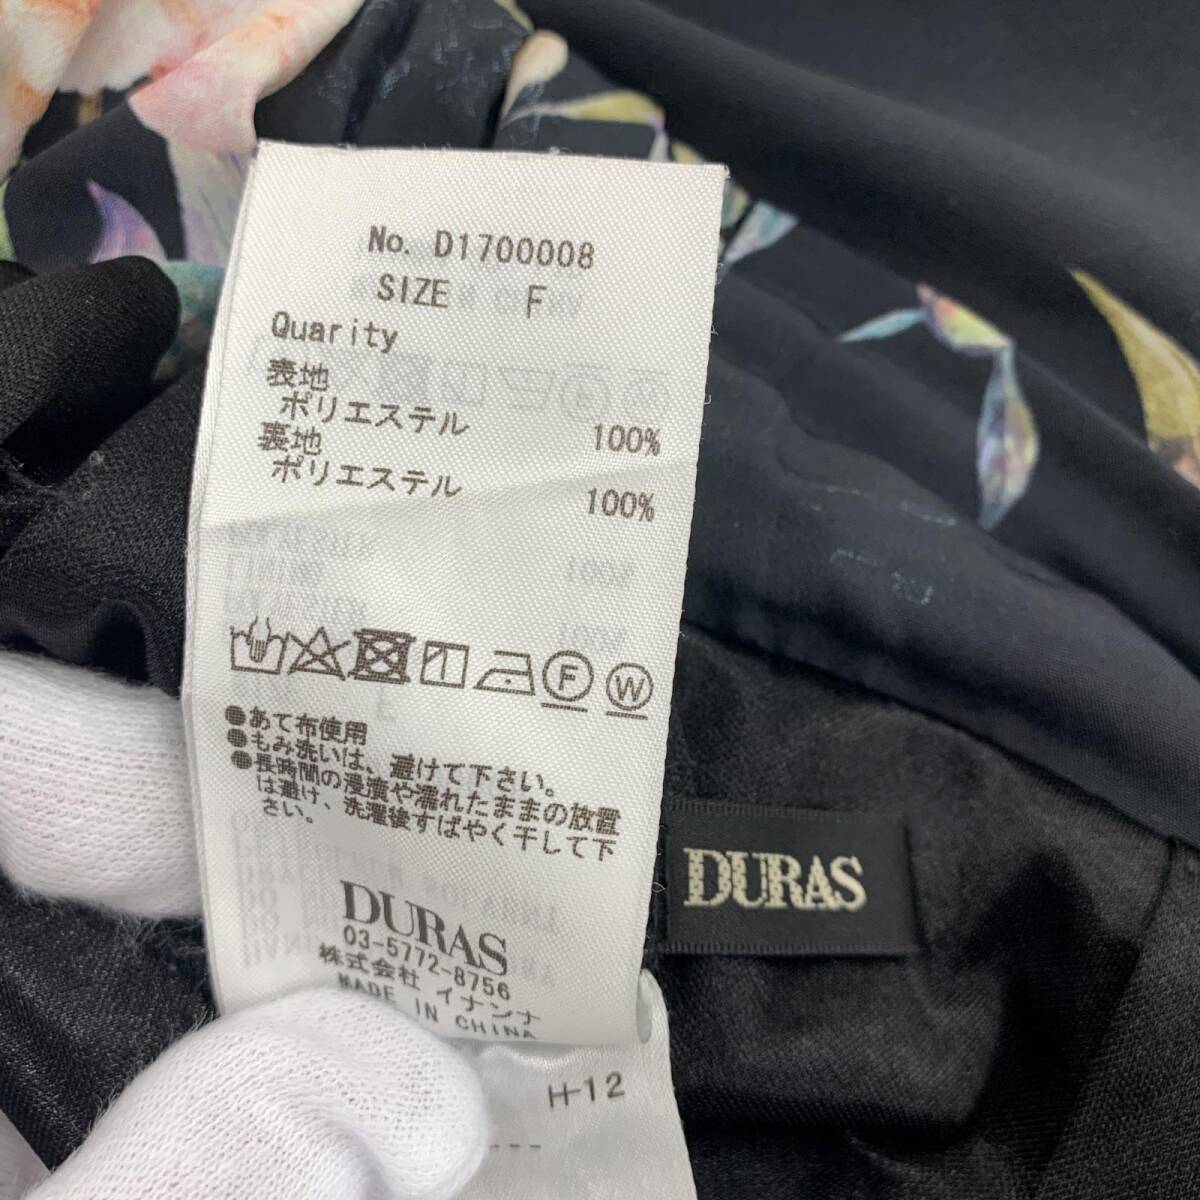 No. D1700008
SIZE F
Quarity
表地
ポリエステル 100%
裏地
ポリエステル 100%
F
W
●あて布使用
●もみ洗いは、避けて下さい。
●長時間の浸漬や濡れたままの放置
は避け、洗濯後すばやく干して下
さい。
DURAS
03-5772-8756
株式会社 イナンナ
MADE IN CHINA
H-12
DURAS